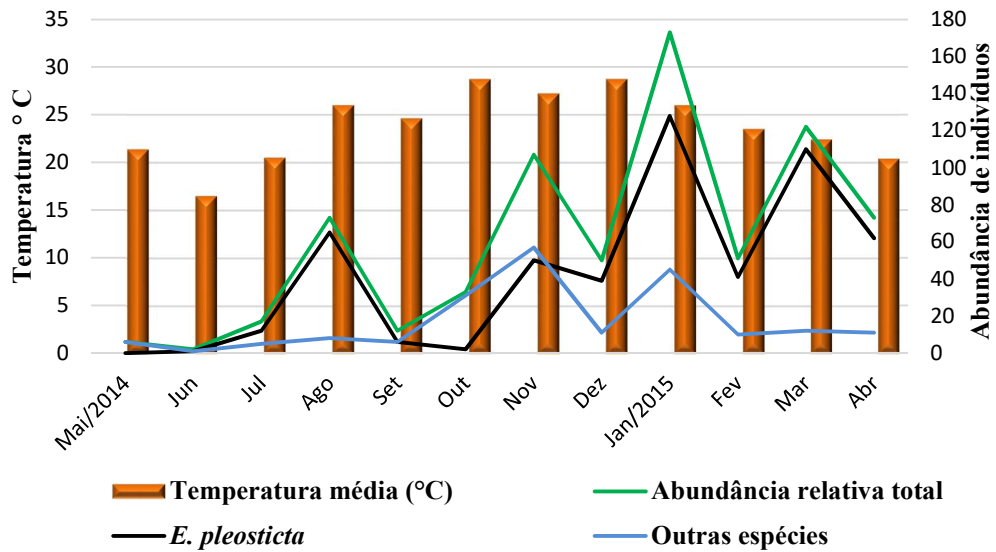 Temperatura ° C
35
30
25
20
15
10
5
0
180
160
140
120
100
80
60
40
20
0
Abundância de indivíduos
Mai/2014
Jun
Jul
Ago
Set
Out
Nov
Dez
Jan/2015
Fev
Mar
Abr
Temperatura média (°C)
Abundância relativa total
E. pleosticta
Outras espécies